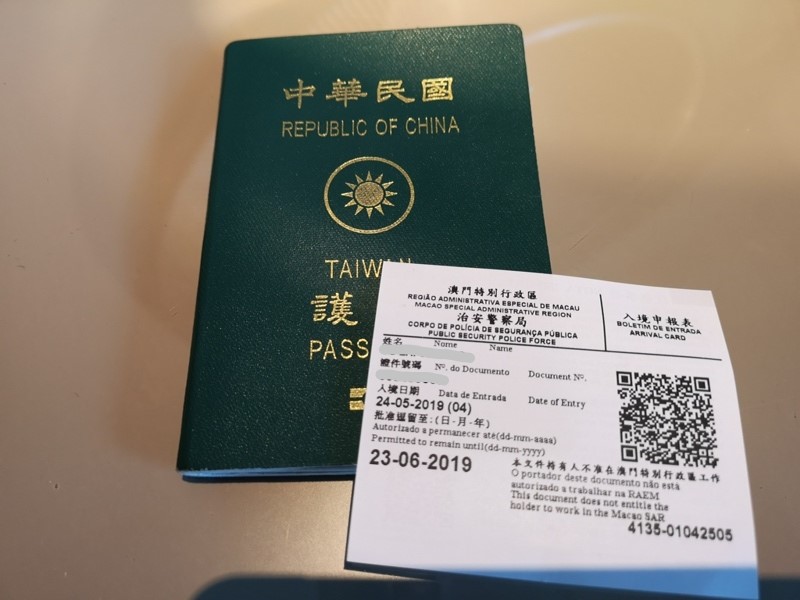 中華民國
REPUBLIC OF CHINA
TAIWAN
護
PASS
澳門特別行政區
REGIÃO ADMINISTRATIVA ESPECIAL DE MACAU
MACAO SPECIAL ADMINISTRATIVE REGION
治安警察局
CORPO DE POLÍCIA DE SEGURANÇA PÚBLICA
PUBLIC SECURITY POLICE FORCE
入境申報表
BOLETIM DE ENTRADA
ARRIVAL CARD
姓名 Nome Name
證件號碼 Nº. do Documento Document Nº.
入境日期 Data de Entrada Date of Entry
24-05-2019 (04)
批准逗留至:(日-月-年)
Autorizado a permanecer até(dd-mm-aaaa)
Permitted to remain until(dd-mm-yyyy)
23-06-2019
本文件持有人不准在澳門特別行政區工作
O portador deste documento não está
autorizado a trabalhar na RAEM
This document does not entitle the
holder to work in the Macao SAR
4135-01042505